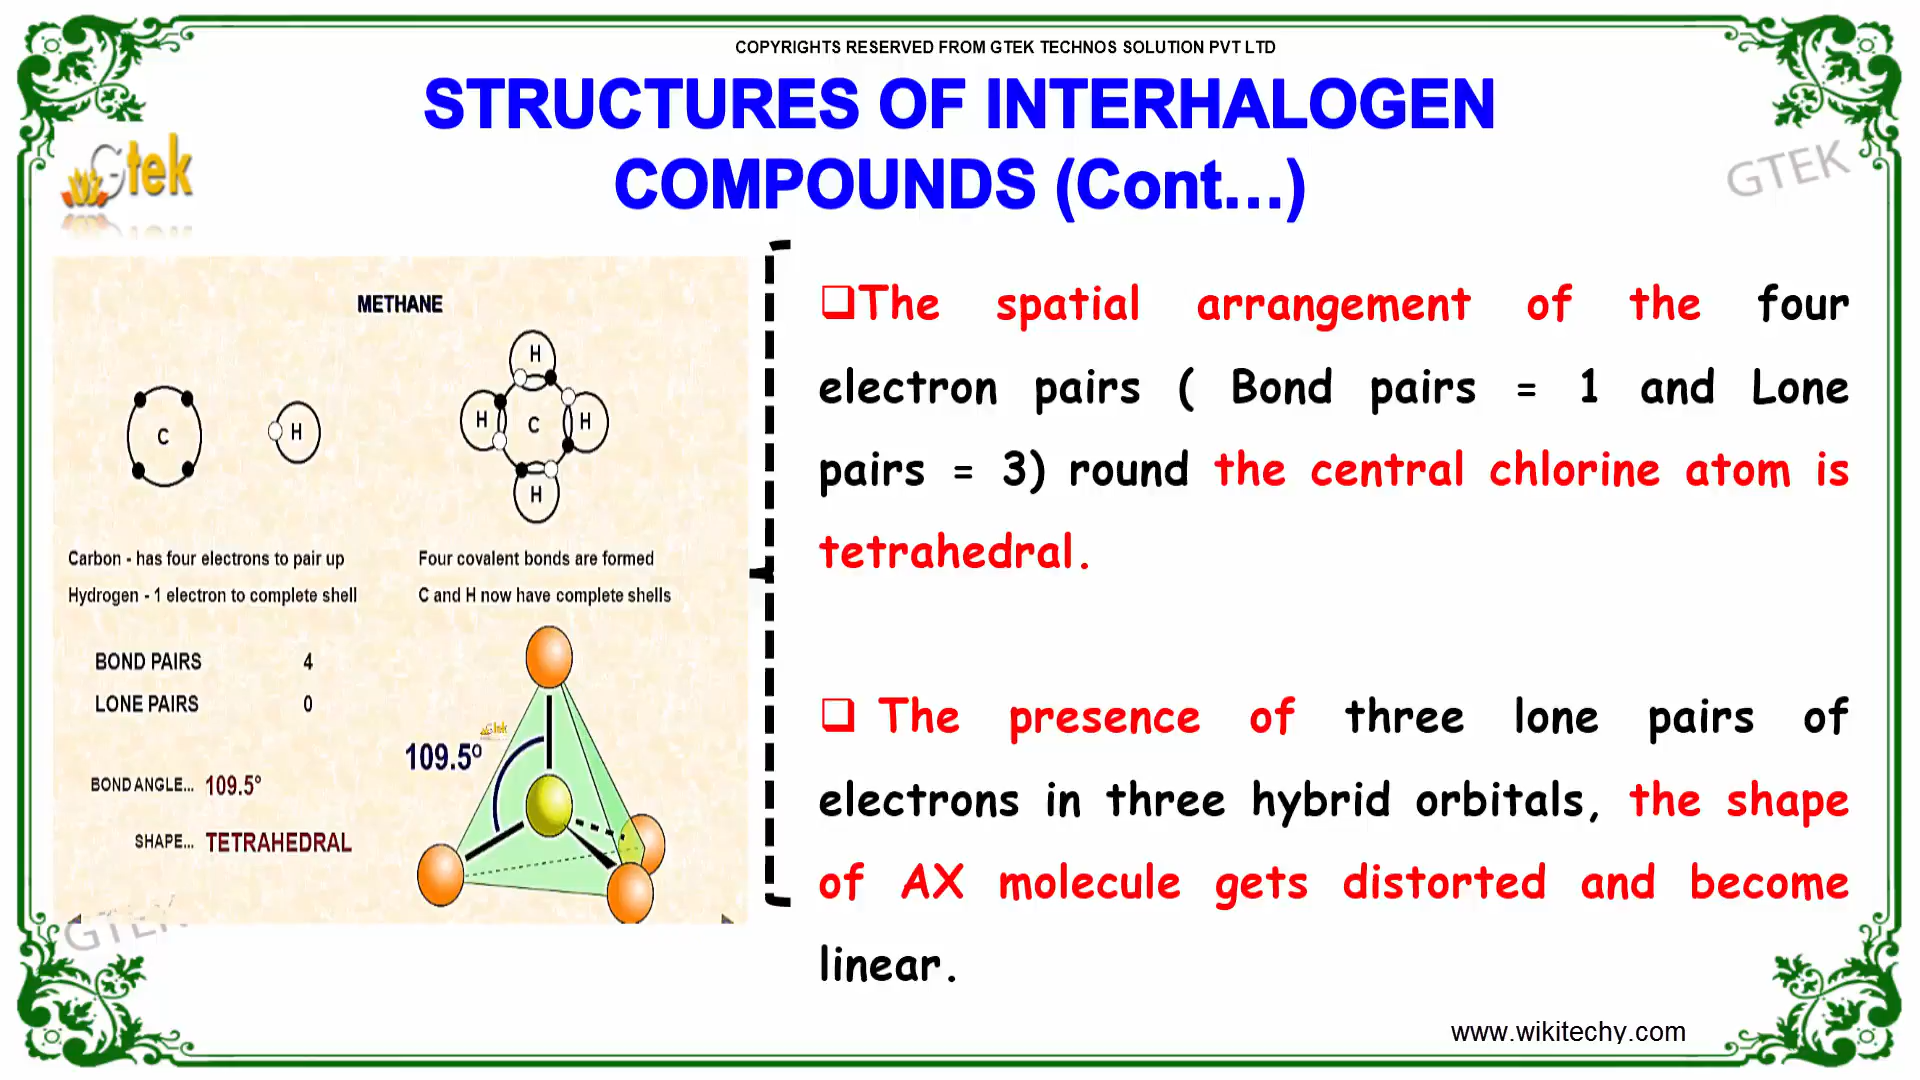 COPYRIGHTS RESERVED FROM GTEK TECHNOS SOLUTION PVT LTD
STRUCTURES OF INTERHALOGEN
COMPOUNDS (Cont...)
Gtek
GTEK
METHANE
H
C
H
H
C
H
H
Carbon - has four electrons to pair up
Hydrogen - 1 electron to complete shell
Four covalent bonds are formed
C and H now have complete shells
BOND PAIRS 4
LONE PAIRS 0
BOND ANGLE... 109.5°
SHAPE... TETRAHEDRAL
Gtek
109.5°
GTEK
❑The spatial arrangement of the four
electron pairs ( Bond pairs = 1 and Lone
pairs = 3) round the central chlorine atom is
tetrahedral.
❑ The presence of three lone pairs of
electrons in three hybrid orbitals, the shape
of AX molecule gets distorted and become
linear.
www.wikitechy.com